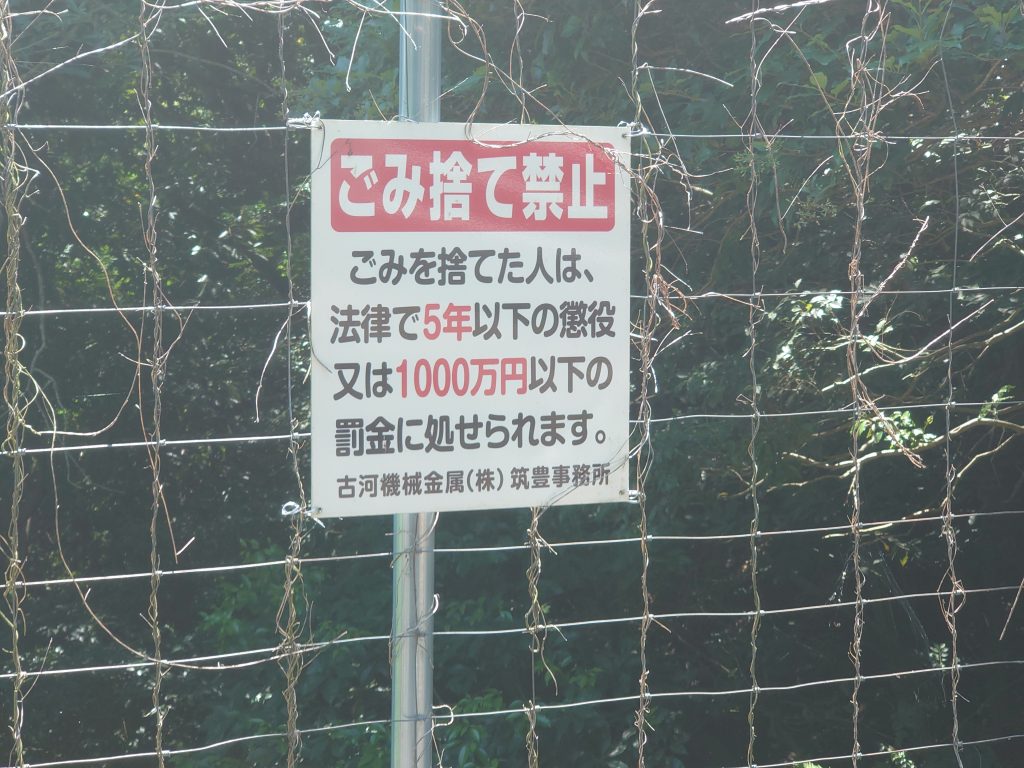 ごみ捨て禁止
ごみを捨てた人は、
法律で5年以下の懲役
又は1000万円以下の
罰金に処せられます。
古河機械金属(株) 筑豊事務所